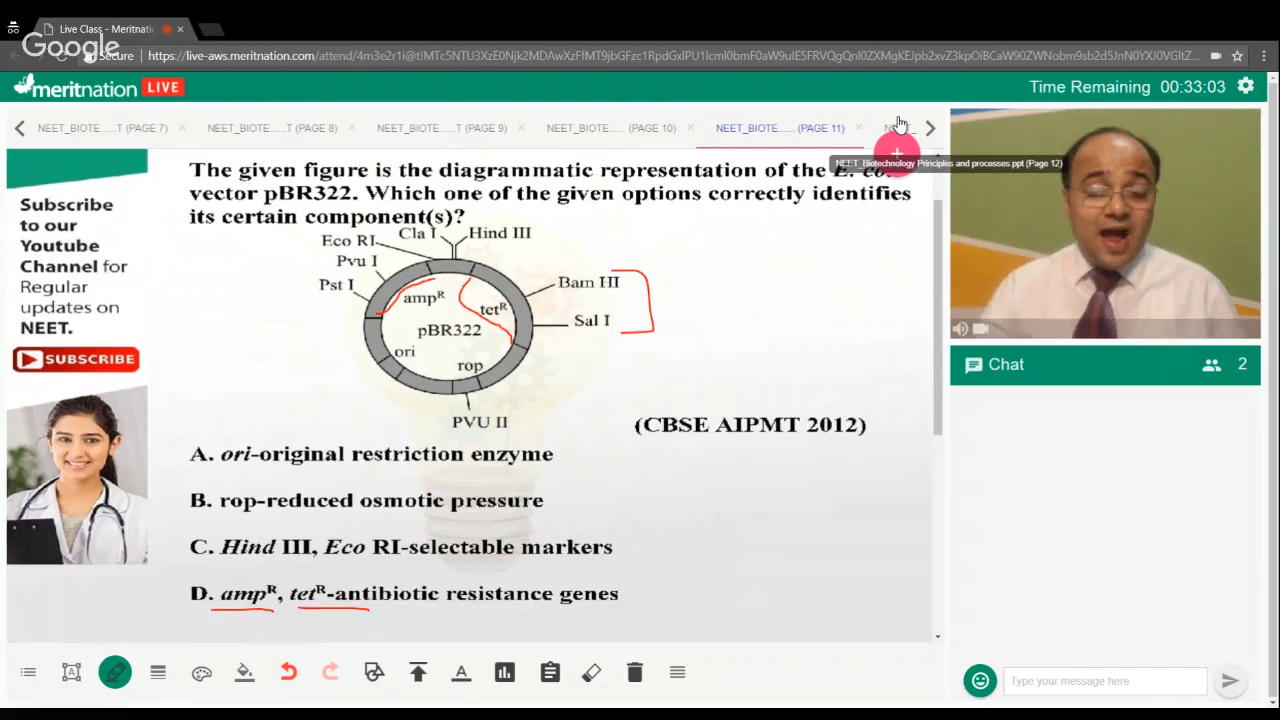 Live Class - Meritnatic
Google
Secure
https://live-aws.meritnation.com/attend/
meritnation LIVE
Time Remaining 00:33:03
NEET_BIOTE......T (PAGE 7)
NEET_BIOTE......T (PAGE 8)
NEET_BIOTE......T (PAGE 9)
NEET_BIOTE...... (PAGE 10)
NEET_BIOTE...... (PAGE 11)
NEET_Biotechnology Principles and processes ppt (Page 12)
Subscribe
to our
Youtube
Channel for
Regular
updates on
NEET.
SUBSCRIBE
The given figure is the diagrammatic representation of the E. co
vector pBR322. Which one of the given options correctly identifies
its certain component(s)?
Cla I
Hind III
Eco RI
Pvu I
Pst I
Bam HI
Sal I
ampᴿ
tetᴿ
pBR322
ori
rop
PVU II
(CBSE AIPMT 2012)
A. ori-original restriction enzyme
B. rop-reduced osmotic pressure
C. Hind III, Eco RI-selectable markers
D. ampᴿ, tetᴿ-antibiotic resistance genes
Chat
2
Type your message here